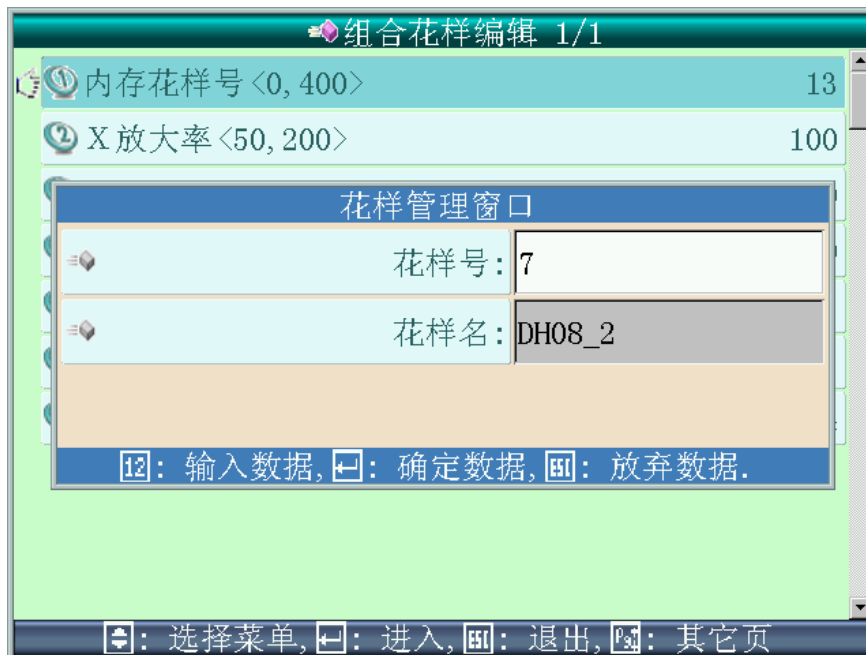 组合花样编辑 1/1
① 内存花样号<0,400> 13
② X放大率<50,200> 100
花样管理窗口
花样号: 7
花样名: DH08_2
12: 输入数据, : 确定数据, ESC: 放弃数据.
: 选择菜单, : 进入, ESC: 退出, : 其它页